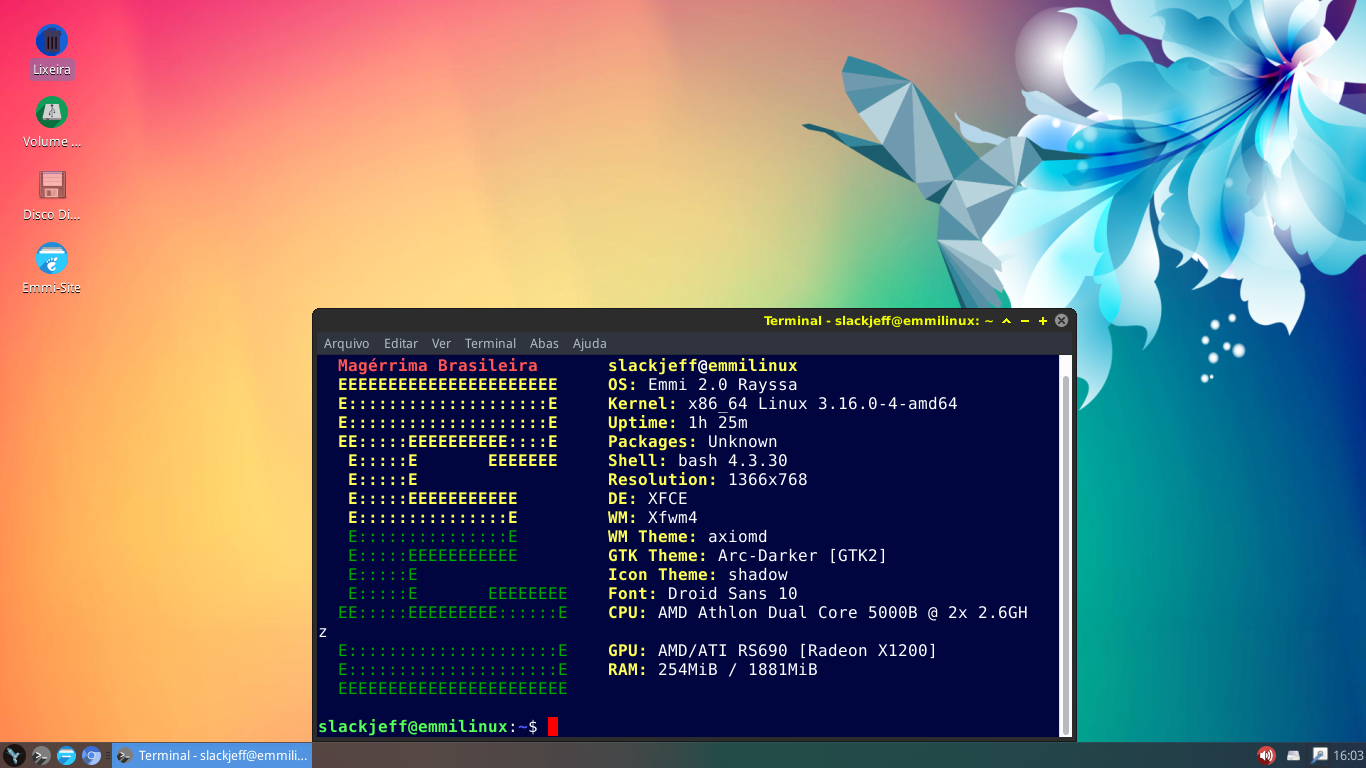 Lixeira
Volume ...
Disco Di...
Emmi-Site
Terminal - slackjeff@emmilinux: ~
Arquivo Editar Ver Terminal Abas Ajuda
Magérrima Brasileira slackjeff@emmilinux
EEEEEEEEEEEEEEEEEEEEEE OS: Emmi 2.0 Rayssa
E::::::::::::::::::::E Kernel: x86_64 Linux 3.16.0-4-amd64
E::::::::::::::::::::E Uptime: 1h 25m
EE:::::EEEEEEEEEE::::E Packages: Unknown
E:::::E       EEEEEEE Shell: bash 4.3.30
E:::::E Resolution: 1366x768
E:::::EEEEEEEEEEE DE: XFCE
E:::::::::::::::E WM: Xfwm4
E:::::::::::::::E WM Theme: axiomd
E:::::EEEEEEEEEEE GTK Theme: Arc-Darker [GTK2]
E:::::E Icon Theme: shadow
E:::::E       EEEEEEEE Font: Droid Sans 10
EE:::::EEEEEEEEE::::::E CPU: AMD Athlon Dual Core 5000B @ 2x 2.6GH
z
E:::::::::::::::::::::E GPU: AMD/ATI RS690 [Radeon X1200]
E:::::::::::::::::::::E RAM: 254MiB / 1881MiB
EEEEEEEEEEEEEEEEEEEEEEE
slackjeff@emmilinux:~$
Terminal - slackjeff@emmili...
16:03